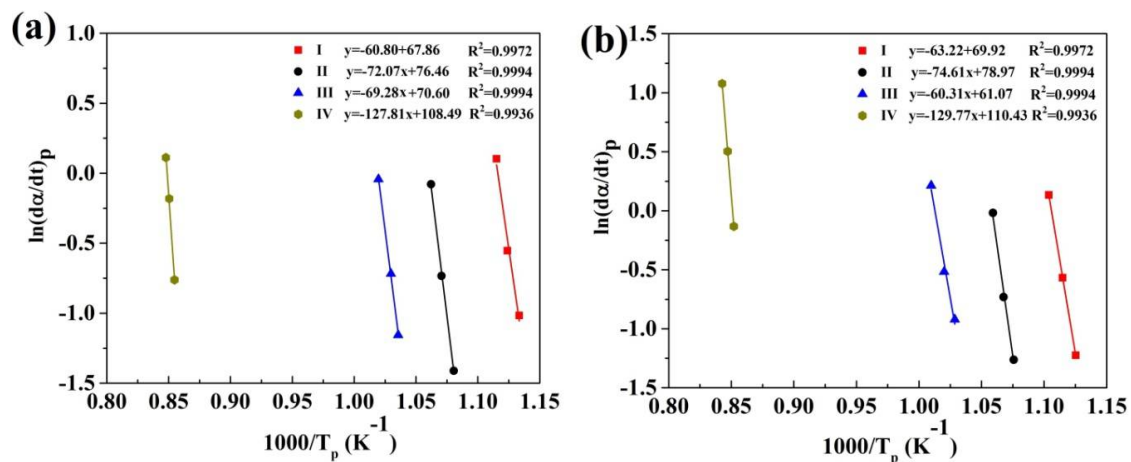 (a)
1.0
0.5
0.0
-0.5
-1.0
-1.5
ln(dα/dt)p
I y=-60.80+67.86 R²=0.9972
II y=-72.07x+76.46 R²=0.9994
III y=-69.28x+70.60 R²=0.9994
IV y=-127.81x+108.49 R²=0.9936
0.80 0.85 0.90 0.95 1.00 1.05 1.10 1.15
1000/Tp (K⁻¹)
(b)
1.5
1.0
0.5
0.0
-0.5
-1.0
-1.5
ln(dα/dt)p
I y=-63.22+69.92 R²=0.9972
II y=-74.61x+78.97 R²=0.9994
III y=-60.31x+61.07 R²=0.9994
IV y=-129.77x+110.43 R²=0.9936
0.80 0.85 0.90 0.95 1.00 1.05 1.10 1.15
1000/Tp (K⁻¹)